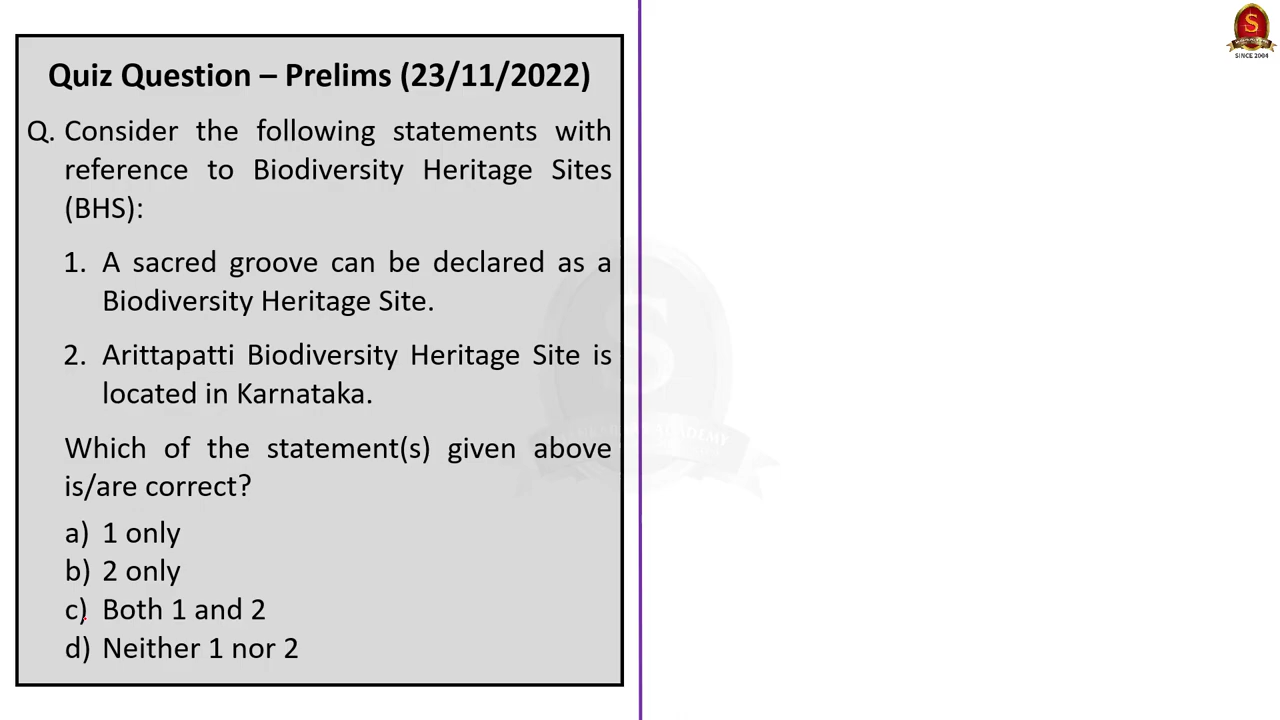 S
SINCE 2004
Quiz Question – Prelims (23/11/2022)
Q. Consider the following statements with
reference to Biodiversity Heritage Sites
(BHS):
1. A sacred groove can be declared as a
Biodiversity Heritage Site.
2. Arittapatti Biodiversity Heritage Site is
located in Karnataka.
Which of the statement(s) given above
is/are correct?
a) 1 only
b) 2 only
c) Both 1 and 2
d) Neither 1 nor 2
S
ACADEMY